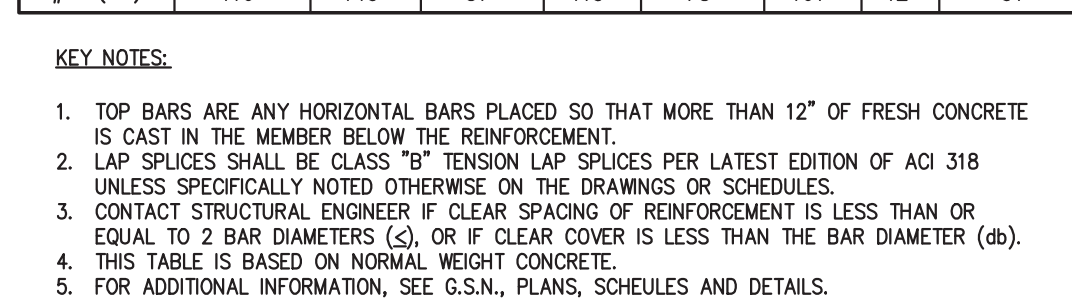 KEY NOTES:
1. TOP BARS ARE ANY HORIZONTAL BARS PLACED SO THAT MORE THAN 12" OF FRESH CONCRETE
IS CAST IN THE MEMBER BELOW THE REINFORCEMENT.
2. LAP SPLICES SHALL BE CLASS "B" TENSION LAP SPLICES PER LATEST EDITION OF ACI 318
UNLESS SPECIFICALLY NOTED OTHERWISE ON THE DRAWINGS OR SCHEDULES.
3. CONTACT STRUCTURAL ENGINEER IF CLEAR SPACING OF REINFORCEMENT IS LESS THAN OR
EQUAL TO 2 BAR DIAMETERS (≤), OR IF CLEAR COVER IS LESS THAN THE BAR DIAMETER (db).
4. THIS TABLE IS BASED ON NORMAL WEIGHT CONCRETE.
5. FOR ADDITIONAL INFORMATION, SEE G.S.N., PLANS, SCHEULES AND DETAILS.